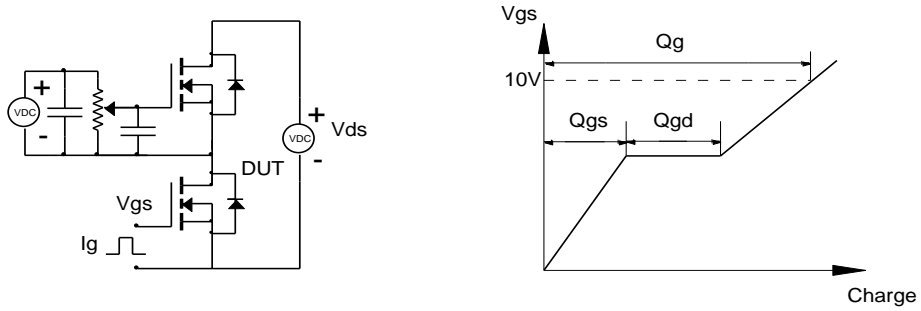 +
VDC
-
+
VDC
-
Vds
DUT
Vgs
Ig
Vgs
Qg
10V
Qgs
Qgd
Charge